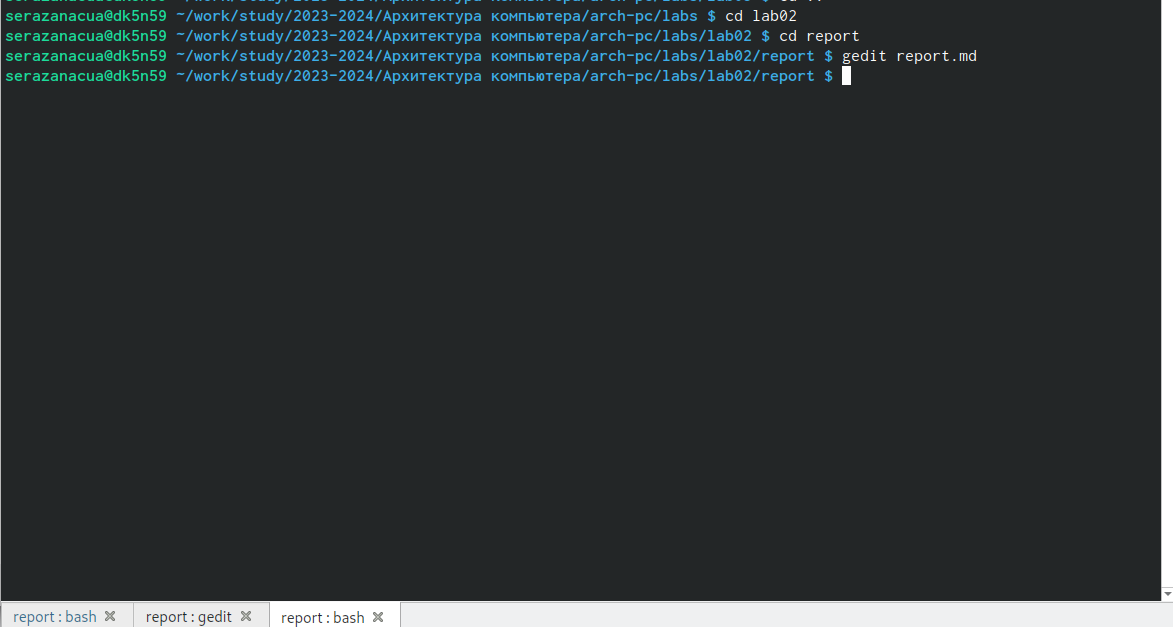 serazanacua@dk5n59 ~/work/study/2023-2024/Архитектура компьютера/arch-pc/labs $ cd lab02
serazanacua@dk5n59 ~/work/study/2023-2024/Архитектура компьютера/arch-pc/labs/lab02 $ cd report
serazanacua@dk5n59 ~/work/study/2023-2024/Архитектура компьютера/arch-pc/labs/lab02/report $ gedit report.md
serazanacua@dk5n59 ~/work/study/2023-2024/Архитектура компьютера/arch-pc/labs/lab02/report $
report : bash report : gedit report : bash